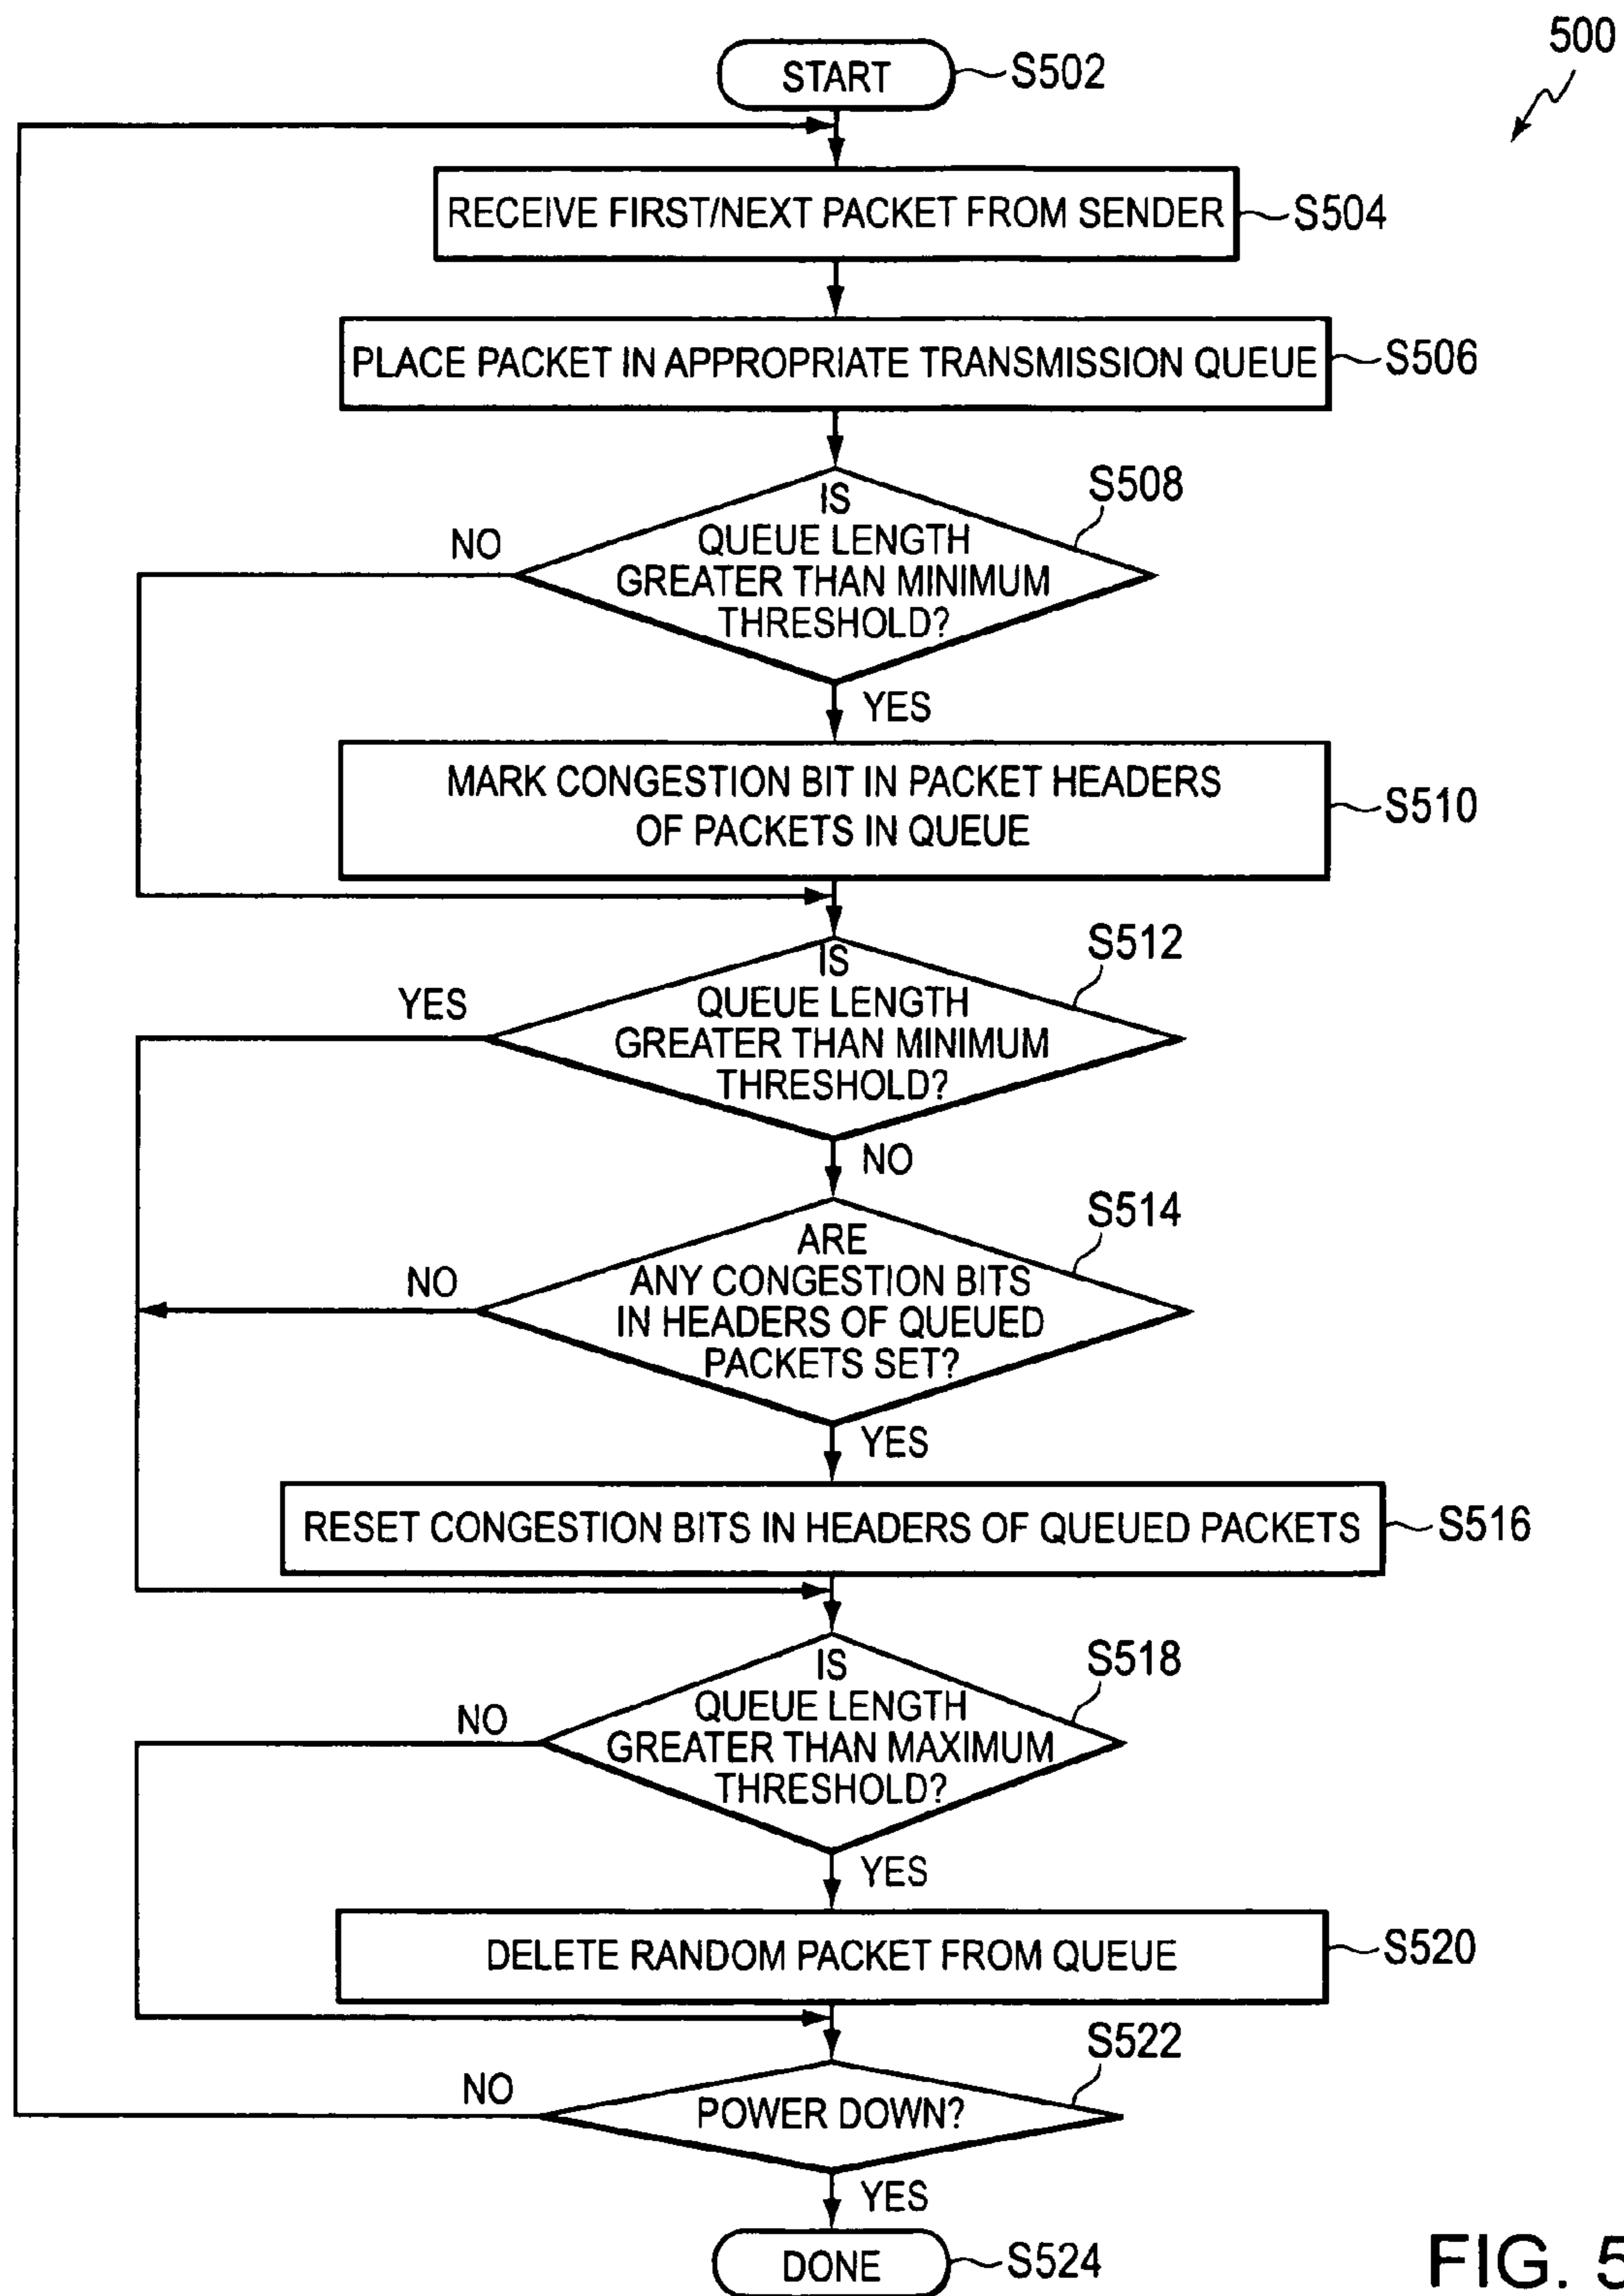 500
START
S502
RECEIVE FIRST/NEXT PACKET FROM SENDER
S504
PLACE PACKET IN APPROPRIATE TRANSMISSION QUEUE
S506
S508
IS
QUEUE LENGTH
GREATER THAN MINIMUM
THRESHOLD?
NO
YES
MARK CONGESTION BIT IN PACKET HEADERS
OF PACKETS IN QUEUE
S510
S512
IS
QUEUE LENGTH
GREATER THAN MINIMUM
THRESHOLD?
YES
NO
S514
ARE
ANY CONGESTION BITS
IN HEADERS OF QUEUED
PACKETS SET?
NO
YES
RESET CONGESTION BITS IN HEADERS OF QUEUED PACKETS
S516
S518
IS
QUEUE LENGTH
GREATER THAN MAXIMUM
THRESHOLD?
NO
YES
DELETE RANDOM PACKET FROM QUEUE
S520
S522
NO
POWER DOWN?
YES
DONE
S524
FIG. 5